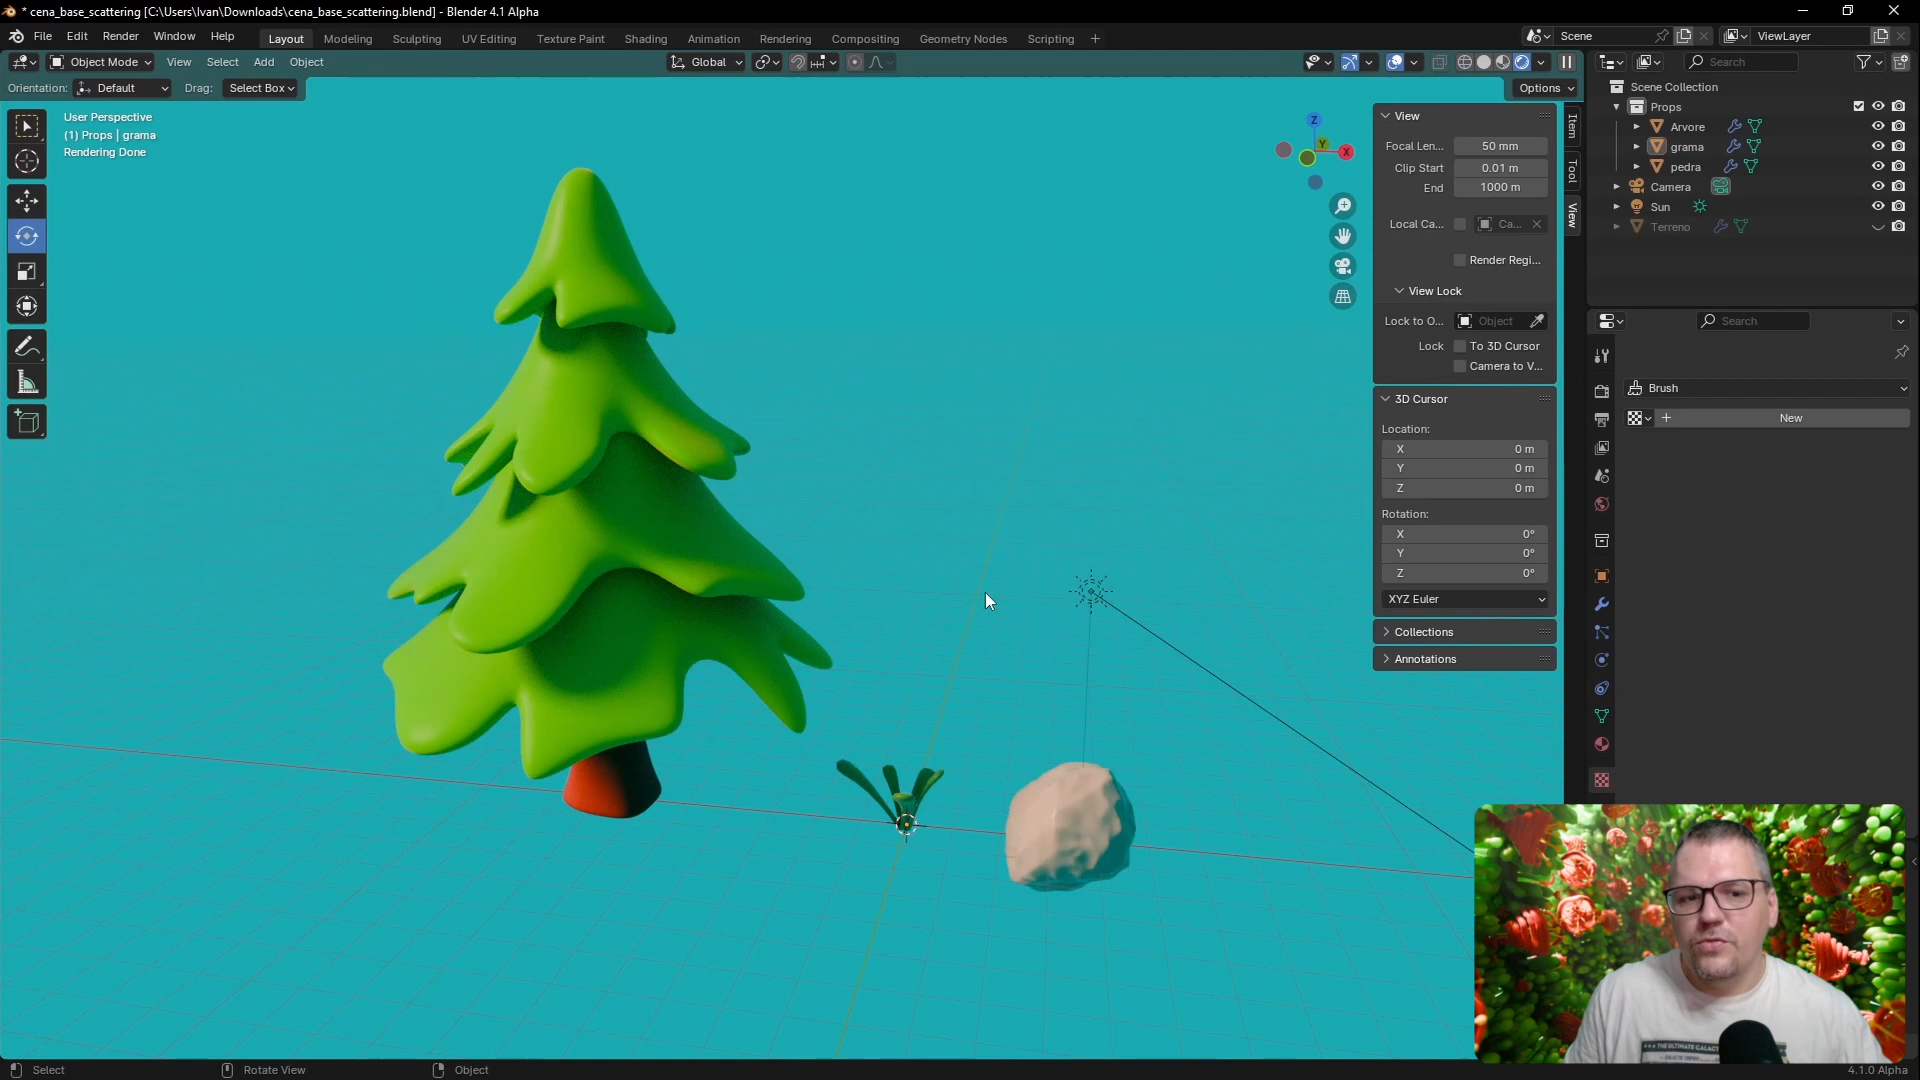 * cena_base_scattering [C:\Users\Ivan\Downloads\cena_base_scattering.blend] - Blender 4.1 Alpha
File Edit Render Window Help Layout Modeling Sculpting UV Editing Texture Paint Shading Animation Rendering Compositing Geometry Nodes Scripting + Scene ViewLayer
Object Mode View Select Add Object Global Search
Orientation: Default Drag: Select Box Options
Scene Collection
User Perspective
(1) Props | grama
Rendering Done
Z
Y
X
View
Focal Len... 50 mm
Clip Start 0.01 m
End 1000 m
Local Ca... Ca...
Render Regi...
View Lock
Lock to O... Object
Lock To 3D Cursor
Camera to V...
3D Cursor
Location:
X 0 m
Y 0 m
Z 0 m
Rotation:
X 0°
Y 0°
Z 0°
XYZ Euler
Collections
Annotations
Item
Tool
View
Props
Arvore
grama
pedra
Camera
Sun
Terreno
Search
Brush
New
THE ULTIMATE GALACT
Select Rotate View Object 4.1.0 Alpha